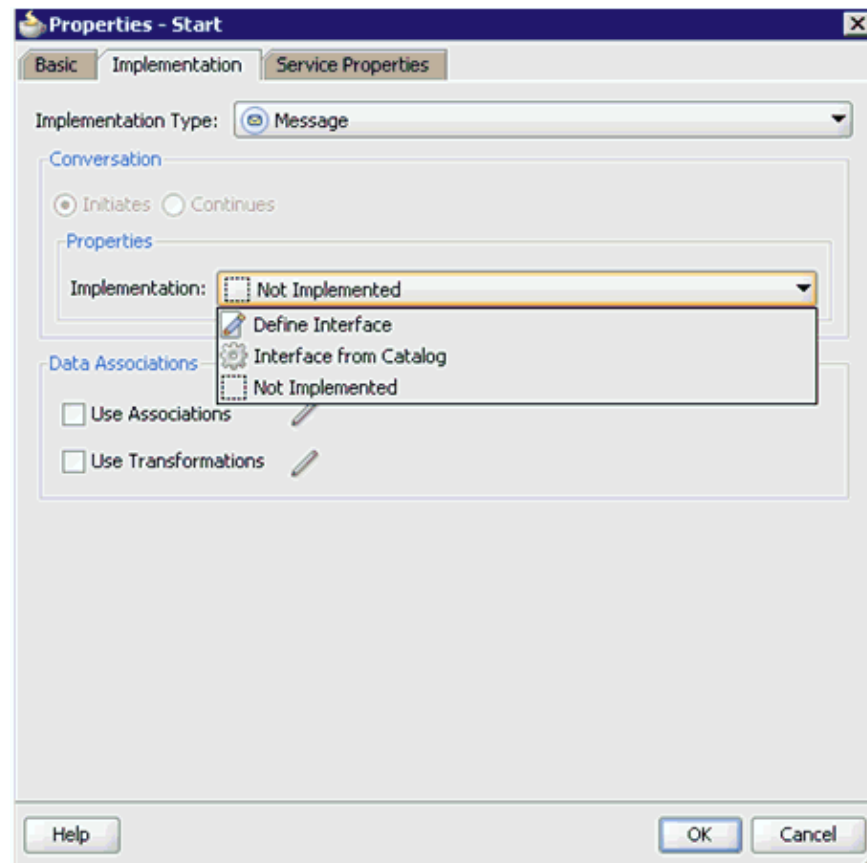 Properties - Start
Basic Implementation Service Properties
Implementation Type: Message
Conversation
Initiates Continues
Properties
Implementation: Not Implemented
Define Interface
Interface from Catalog
Not Implemented
Data Associations
Use Associations
Use Transformations
Help OK Cancel